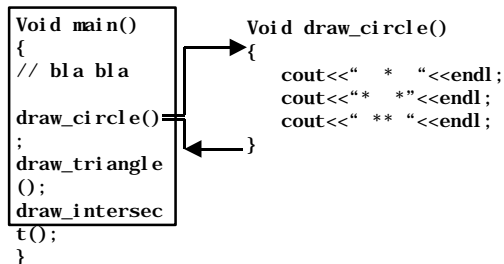 Void main()
{
// bla bla
draw_circle()
;
draw_triangle
();
draw_intersec
t();
}
Void draw_circle()
{
cout<<“  *  “<<endl;
cout<<“*  *”<<endl;
cout<<“ ** “<<endl;
}